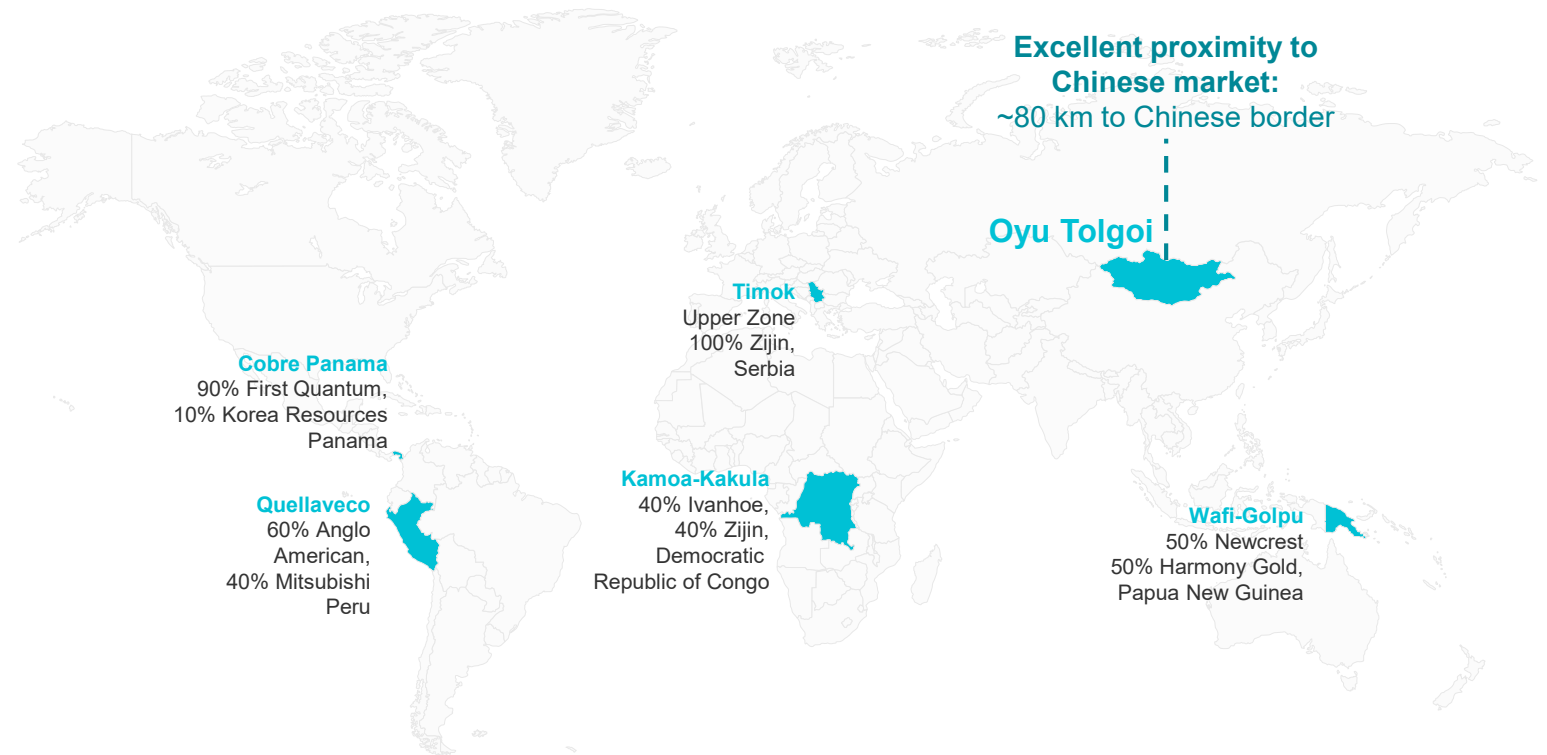 Excellent proximity to
Chinese market:
~80 km to Chinese border
Oyu Tolgoi
Timok
Upper Zone
100% Zijin,
Serbia
Cobre Panama
90% First Quantum,
10% Korea Resources
Panama
Kamoa-Kakula
40% Ivanhoe,
40% Zijin,
Democratic
Republic of Congo
Quellaveco
60% Anglo
American,
40% Mitsubishi
Peru
Wafi-Golpu
50% Newcrest
50% Harmony Gold,
Papua New Guinea